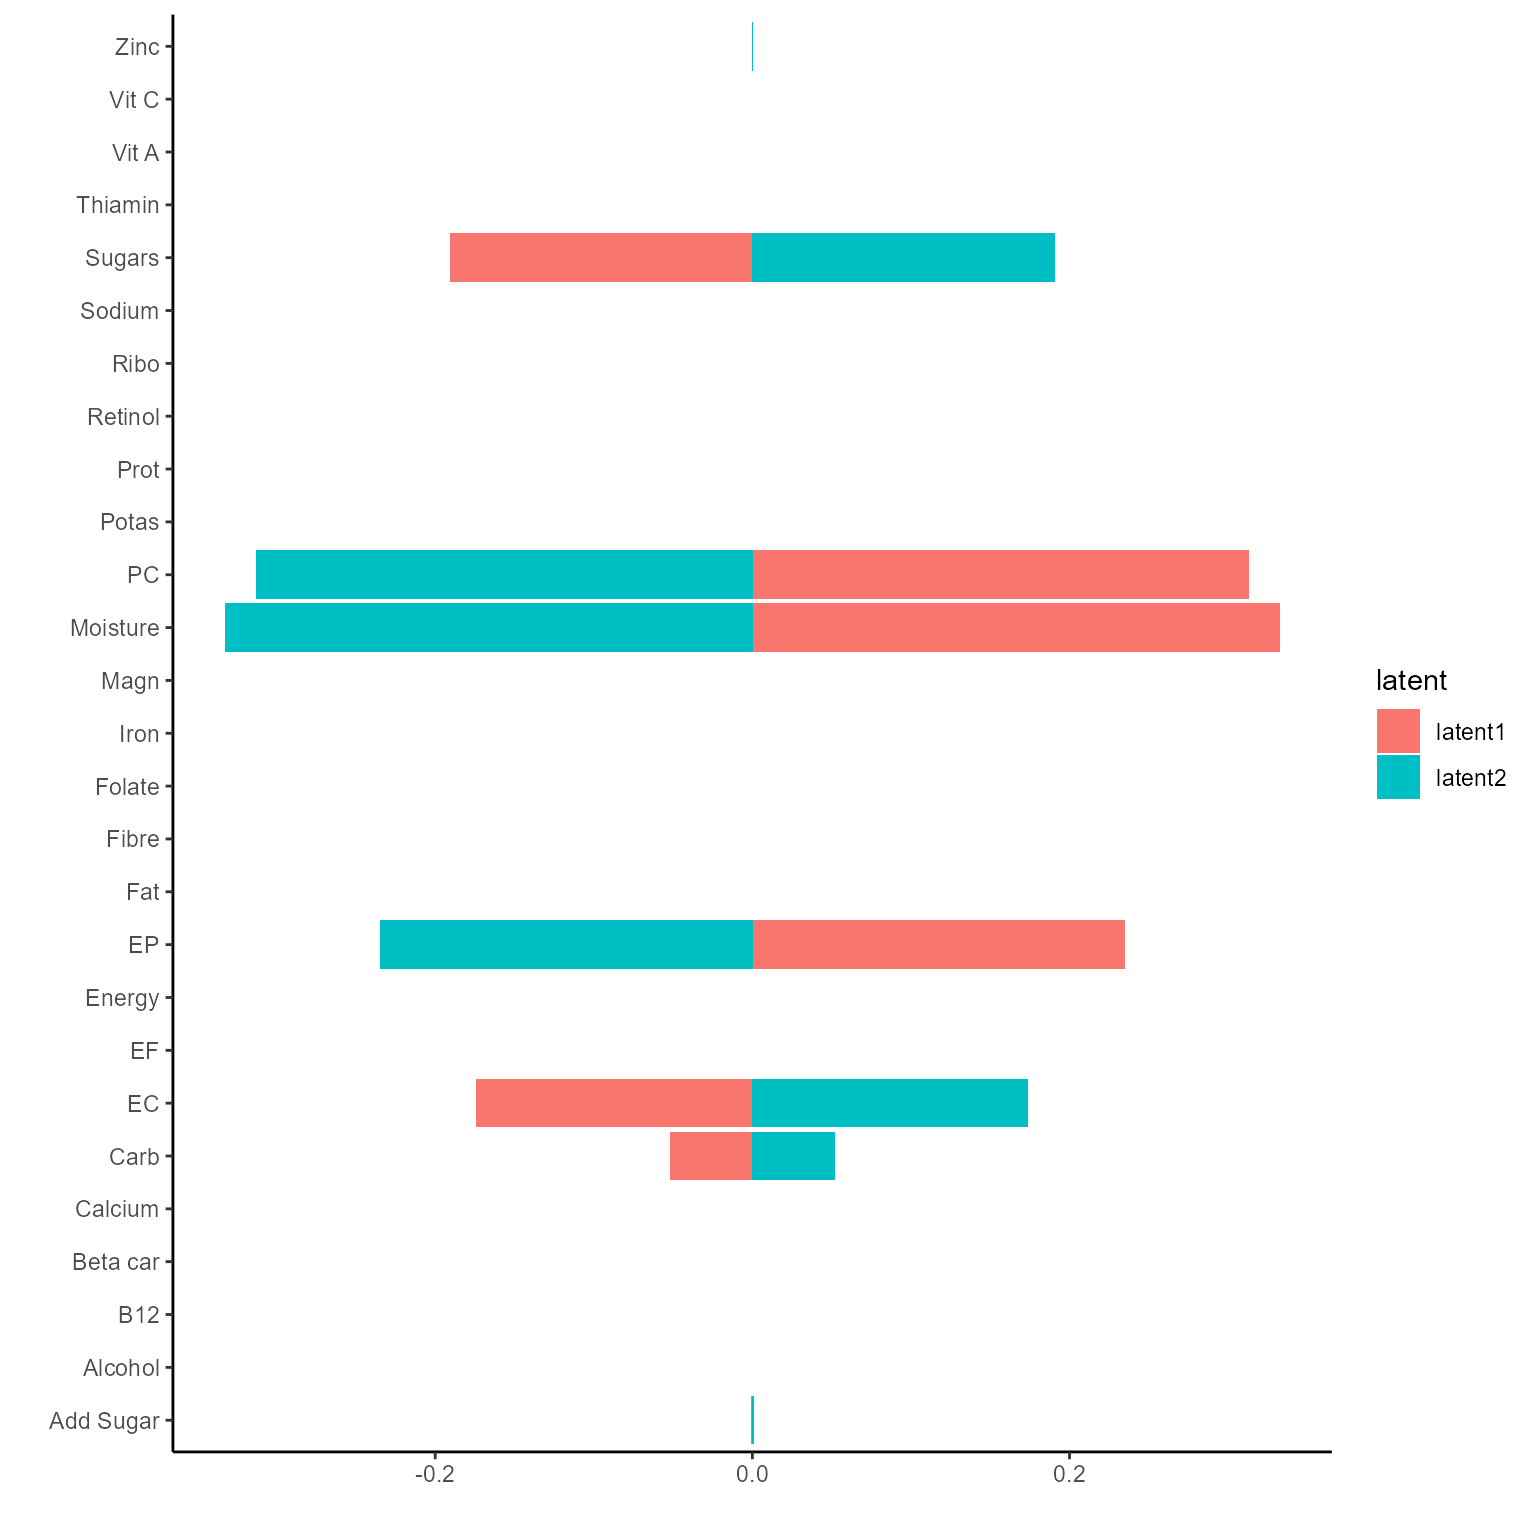 Zinc
Vit C
Vit A
Thiamin
Sugars
Sodium
Ribo
Retinol
Prot
Potas
PC
Moisture
Magn
Iron
Folate
Fibre
Fat
EP
Energy
EF
EC
Carb
Calcium
Beta car
B12
Alcohol
Add Sugar
-0.2 0.0 0.2
latent
latent1
latent2